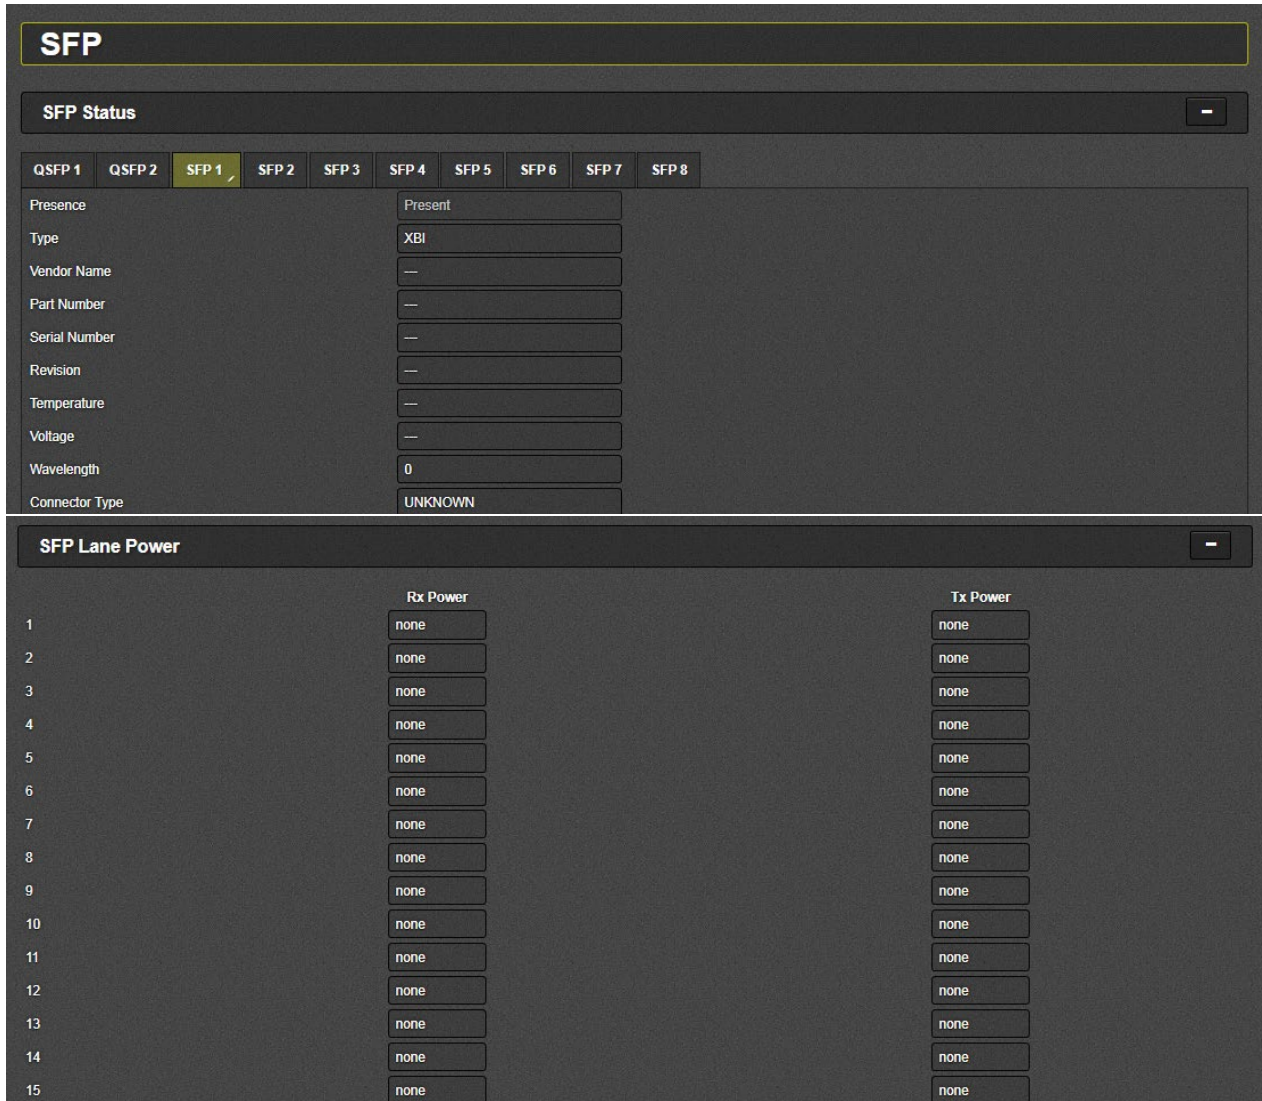 SFP
SFP Status
QSFP 1 QSFP 2 SFP 1 SFP 2 SFP 3 SFP 4 SFP 5 SFP 6 SFP 7 SFP 8
Presence Present
Type XBI
Vendor Name ---
Part Number ---
Serial Number ---
Revision ---
Temperature ---
Voltage ---
Wavelength 0
Connector Type UNKNOWN
SFP Lane Power
Rx Power Tx Power
1 none none
2 none none
3 none none
4 none none
5 none none
6 none none
7 none none
8 none none
9 none none
10 none none
11 none none
12 none none
13 none none
14 none none
15 none none